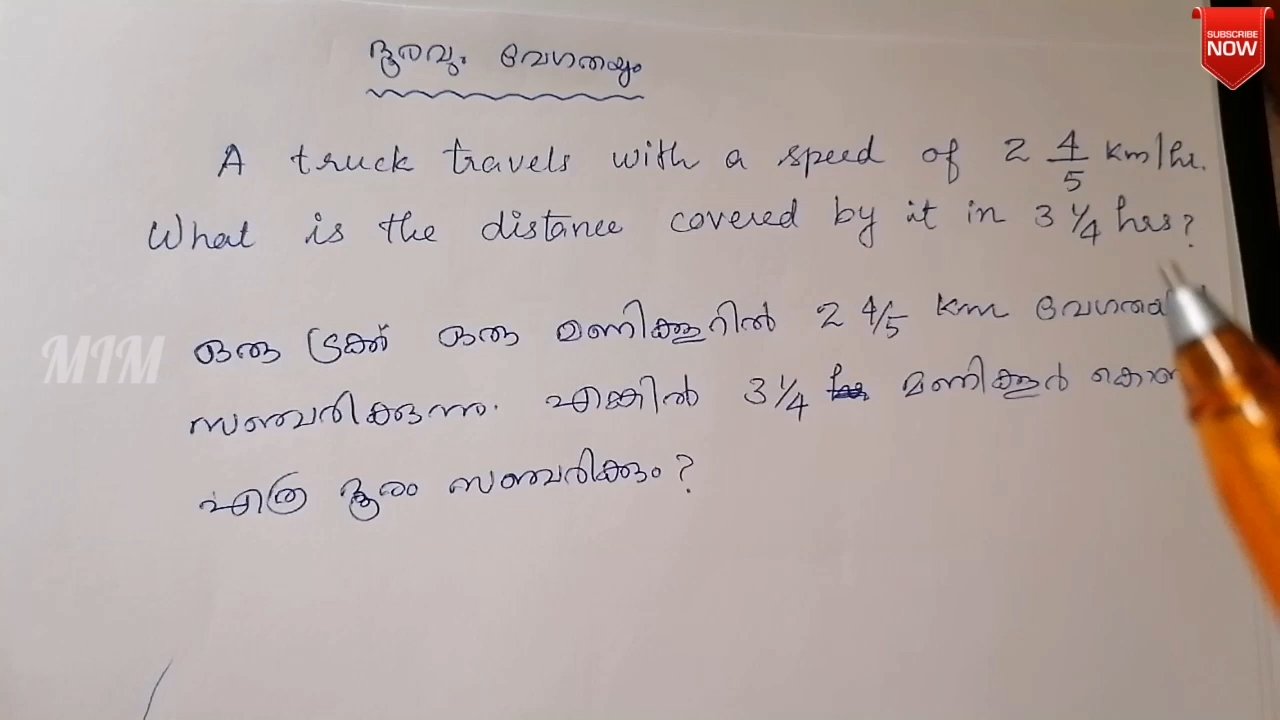 SUBSCRIBE
NOW
ദൂരവും വേഗതയും
A truck travels with a speed of 2 4/5 km/hr.
What is the distance covered by it in 3 1/4 hrs?
MIM
ഒരു ട്രക്ക് ഒരു മണിക്കൂറിൽ 2 4/5 km
സഞ്ചരിക്കുന്നു. എങ്കിൽ 3 1/4 മണിക്കൂർ
എത്ര ദൂരം സഞ്ചരിക്കും?